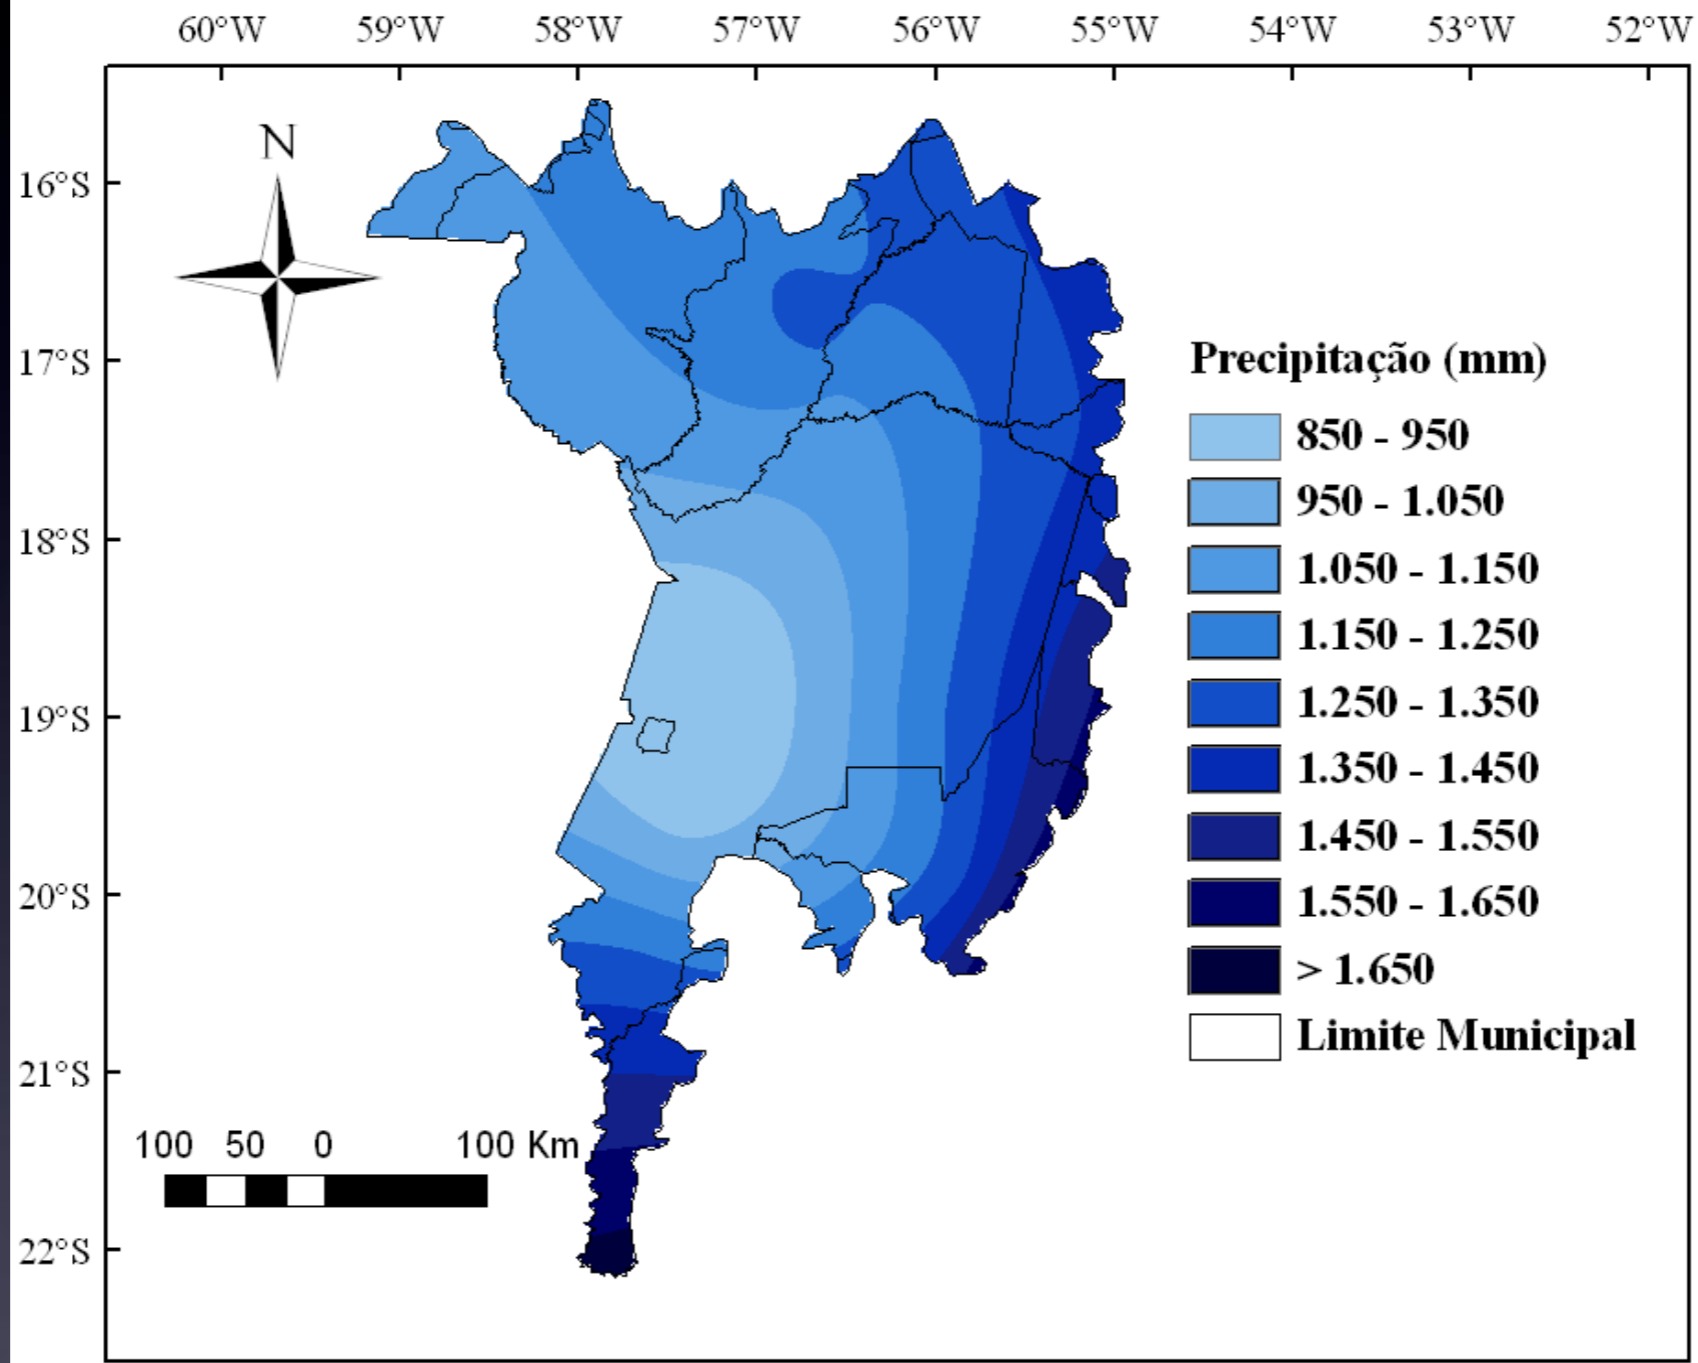 60°W 59°W 58°W 57°W 56°W 55°W 54°W 53°W 52°W
N
16°S
17°S
18°S
19°S
20°S
21°S
22°S
Precipitação (mm)
850 - 950
950 - 1.050
1.050 - 1.150
1.150 - 1.250
1.250 - 1.350
1.350 - 1.450
1.450 - 1.550
1.550 - 1.650
> 1.650
Limite Municipal
100 50 0 100 Km